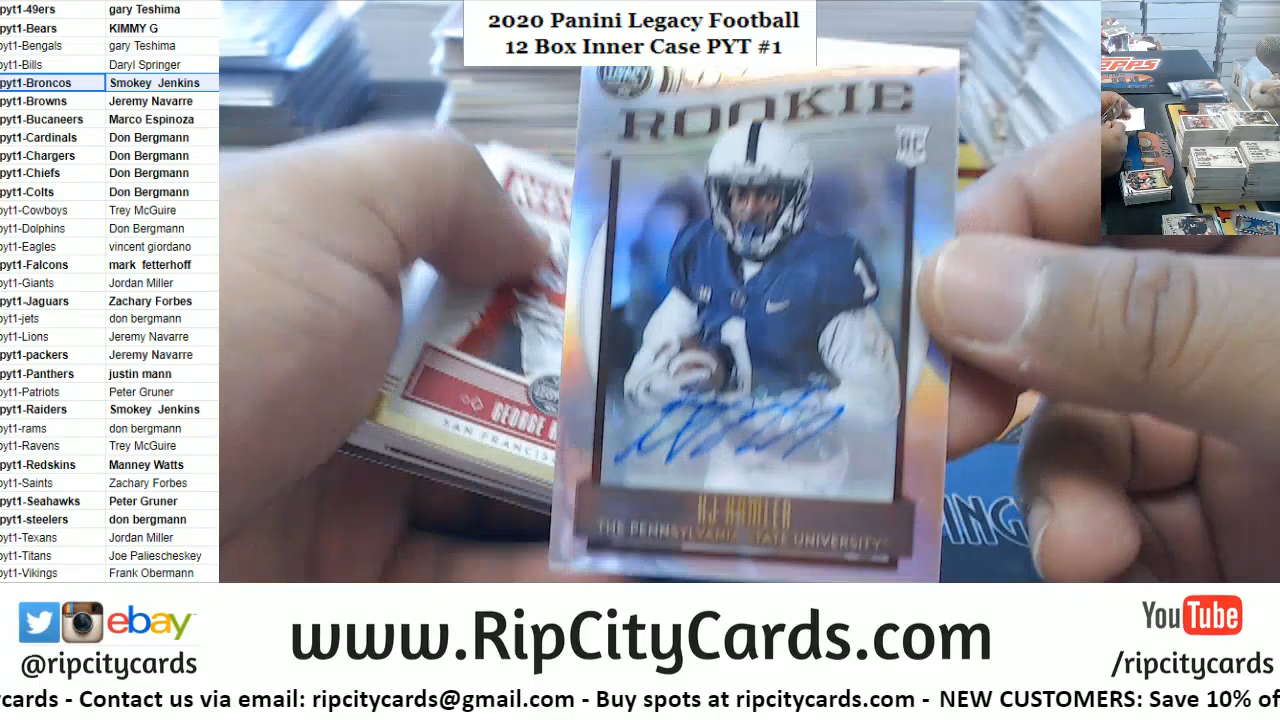 pyt1-49ers gary Teshima
pyt1-Bears KIMMY G
pyt1-Bengals gary Teshima
pyt1-Bills Daryl Springer
pyt1-Broncos Smokey Jenkins
pyt1-Browns Jeremy Navarre
pyt1-Bucaneers Marco Espinoza
pyt1-Cardinals Don Bergmann
pyt1-Chargers Don Bergmann
pyt1-Chiefs Don Bergmann
pyt1-Colts Don Bergmann
pyt1-Cowboys Trey McGuire
pyt1-Dolphins Don Bergmann
pyt1-Eagles vincent giordano
pyt1-Falcons mark fetterhoff
pyt1-Giants Jordan Miller
pyt1-Jaguars Zachary Forbes
pyt1-jets don bergmann
pyt1-Lions Jeremy Navarre
pyt1-packers Jeremy Navarre
pyt1-Panthers justin mann
pyt1-Patriots Peter Gruner
pyt1-Raiders Smokey Jenkins
pyt1-rams don bergmann
pyt1-Ravens Trey McGuire
pyt1-Redskins Manney Watts
pyt1-Saints Zachary Forbes
pyt1-Seahawks Peter Gruner
pyt1-steelers don bergmann
pyt1-Texans Jordan Miller
pyt1-Titans Joe Paliescheskey
pyt1-Vikings Frank Obermann
2020 Panini Legacy Football
12 Box Inner Case PYT #1
ROOKIE
RC
1
KJ HAMLER
THE PENNSYLVANIA STATE UNIVERSITY
GEORGE
SAN FRANCIS
ING
TOPPS
ebay
@ripcitycards
www.RipCityCards.com
YouTube
/ripcitycards
cards - Contact us via email: ripcitycards@gmail.com - Buy spots at ripcitycards.com - NEW CUSTOMERS: Save 10% of